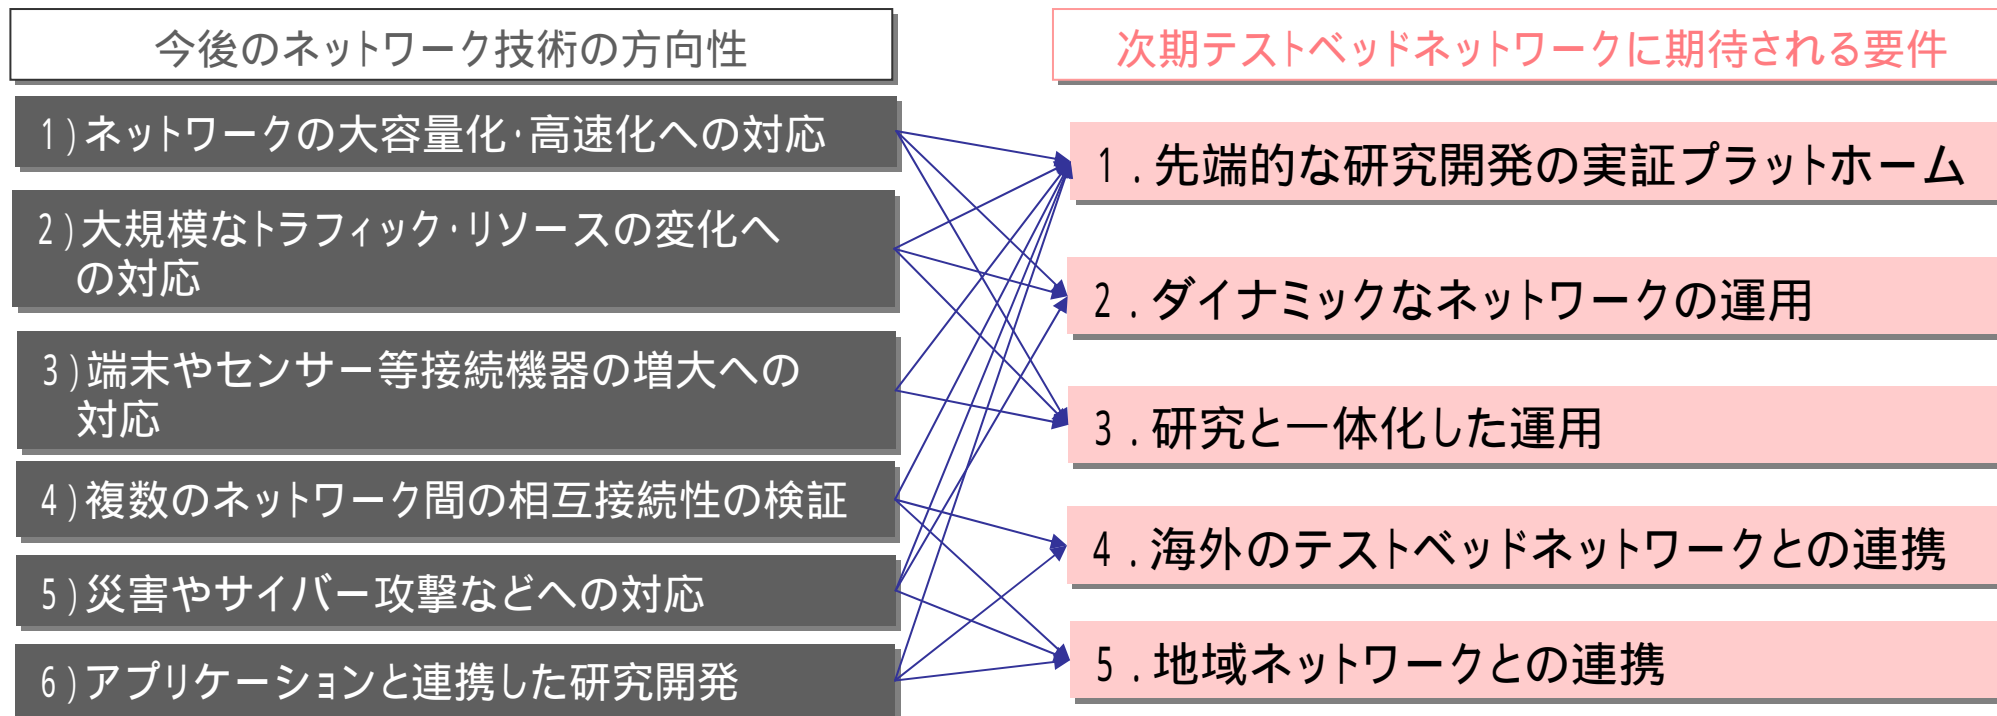 今後のネットワーク技術の方向性
1)ネットワークの大容量化・高速化への対応
2)大規模なトラフィック・リソースの変化へ
の対応
3)端末やセンサー等接続機器の増大への
対応
4)複数のネットワーク間の相互接続性の検証
5)災害やサイバー攻撃などへの対応
6)アプリケーションと連携した研究開発
次期テストベッドネットワークに期待される要件
1．先端的な研究開発の実証プラットホーム
2．ダイナミックなネットワークの運用
3．研究と一体化した運用
4．海外のテストベッドネットワークとの連携
5．地域ネットワークとの連携